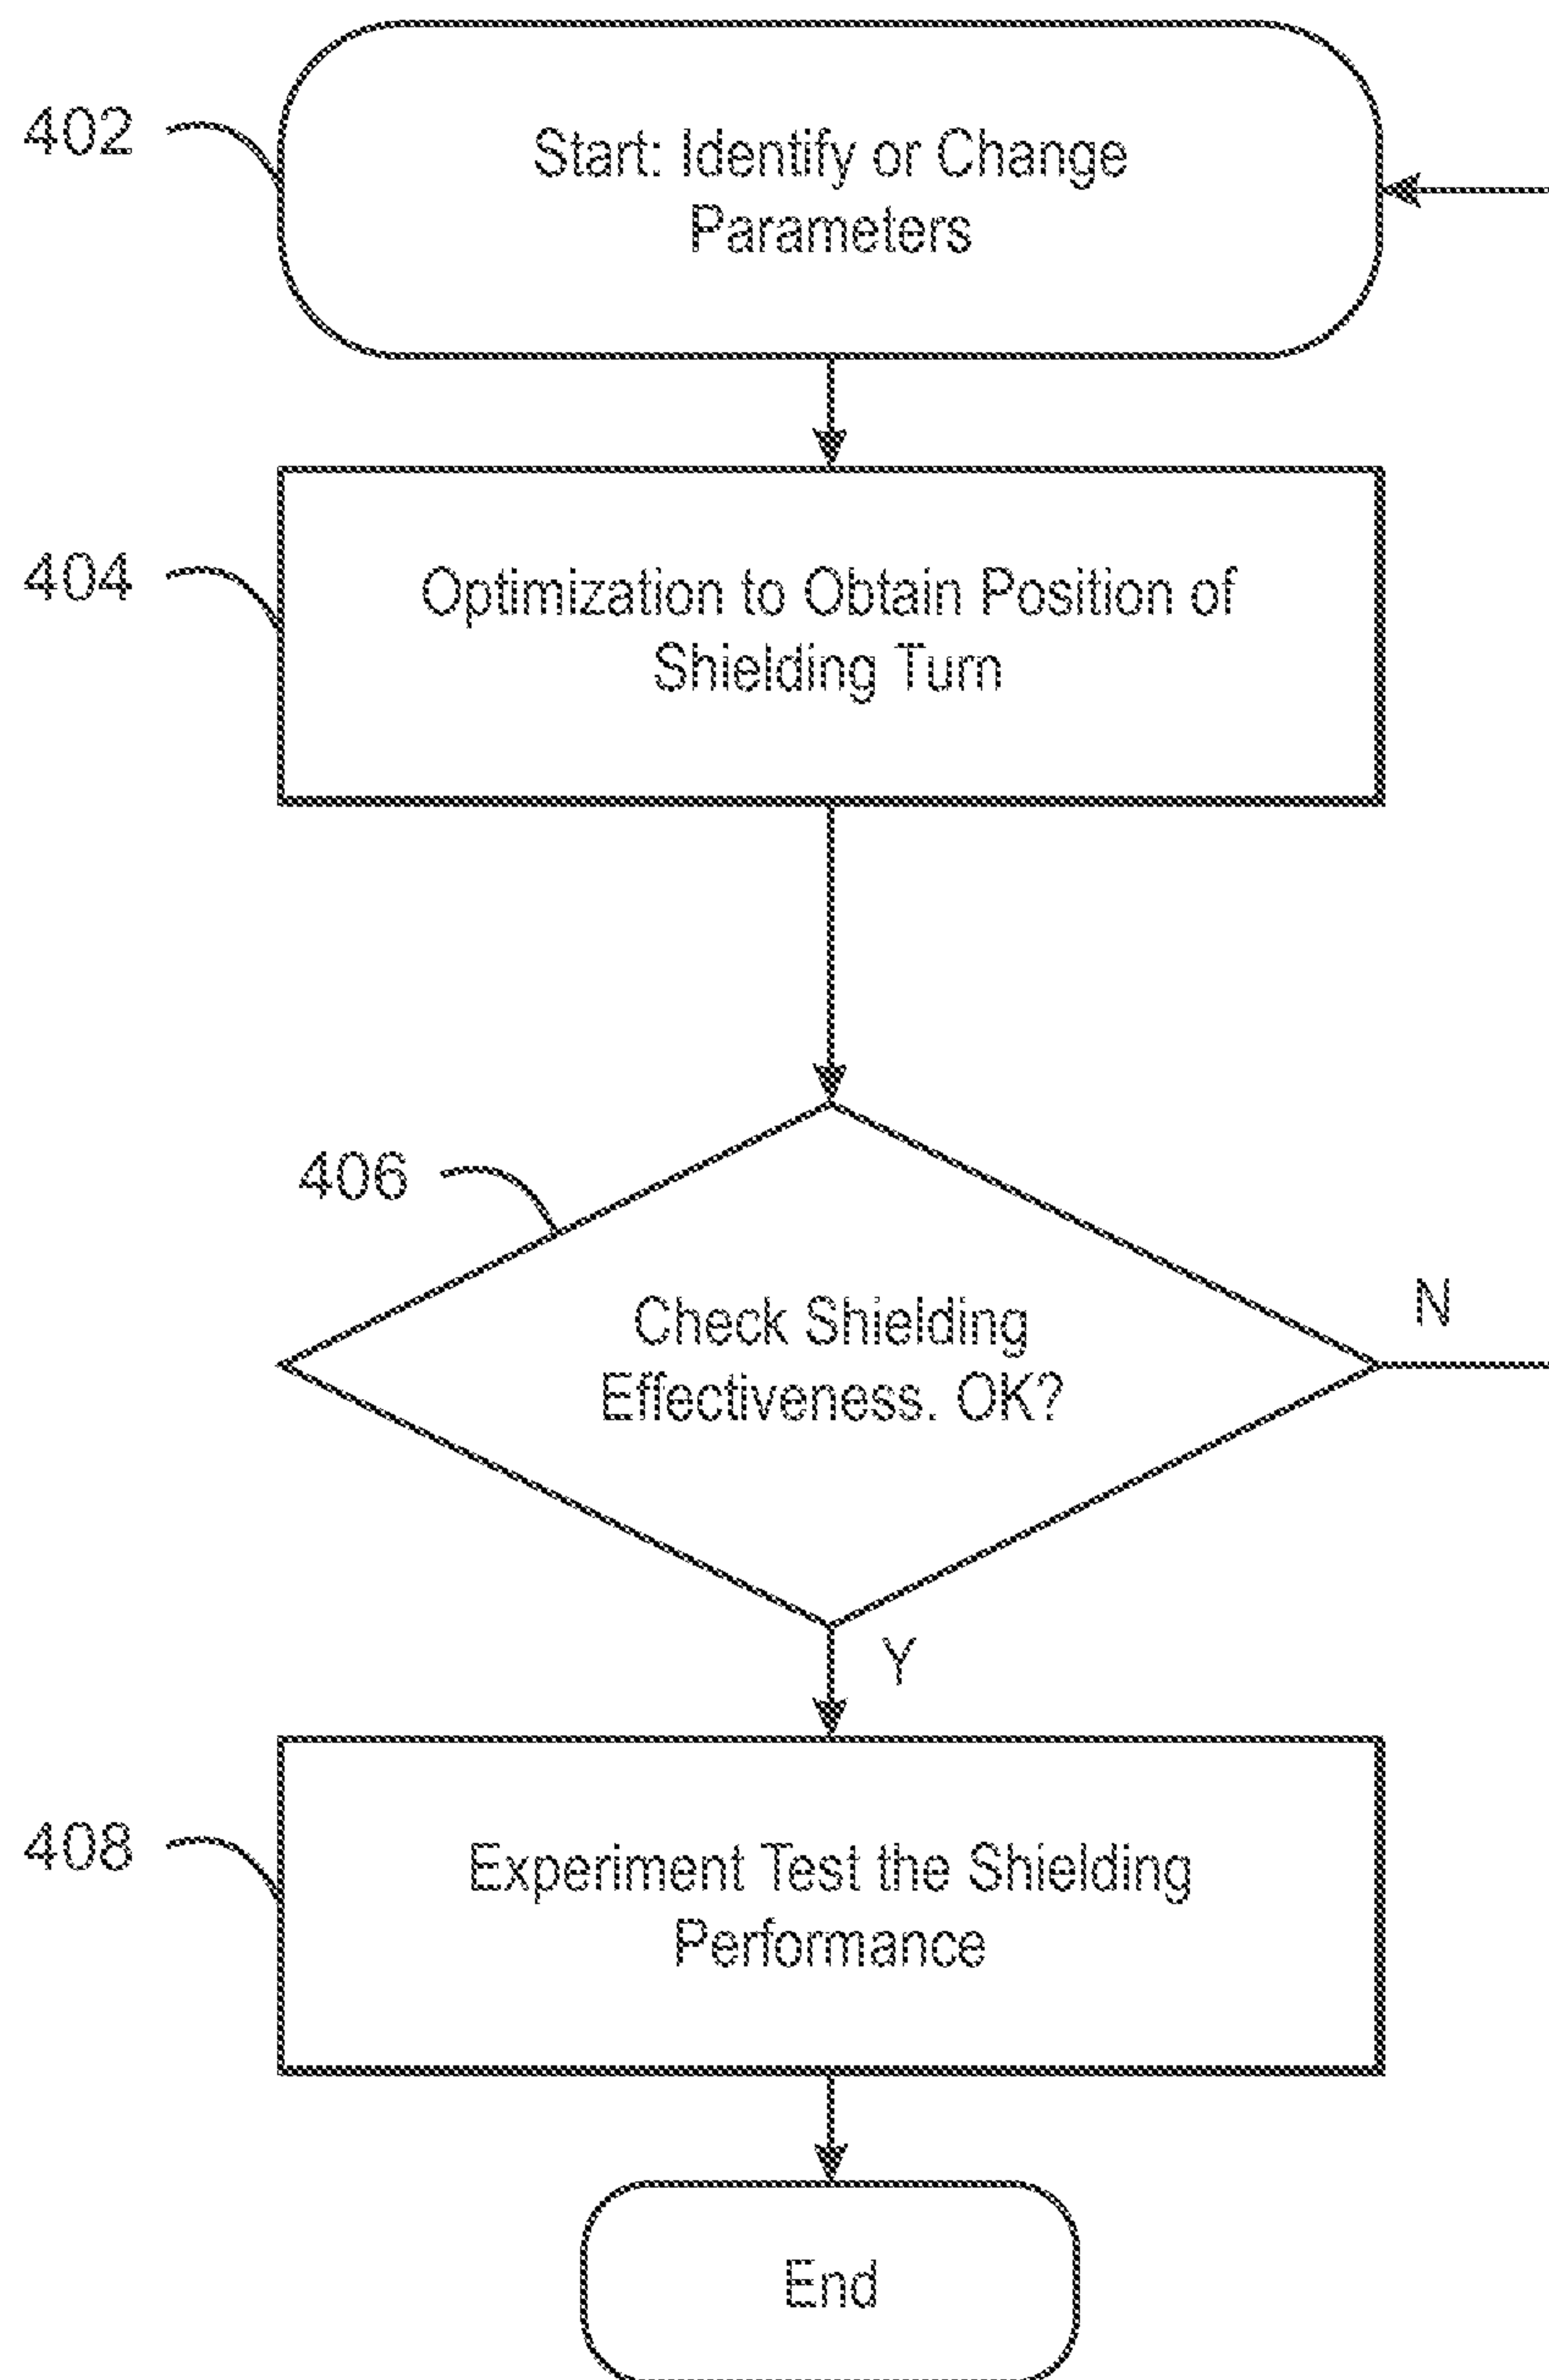 402
Start: Identify or Change
Parameters
404
Optimization to Obtain Position of
Shielding Turn
406
Check Shielding
Effectiveness. OK?
N
Y
408
Experiment Test the Shielding
Performance
End